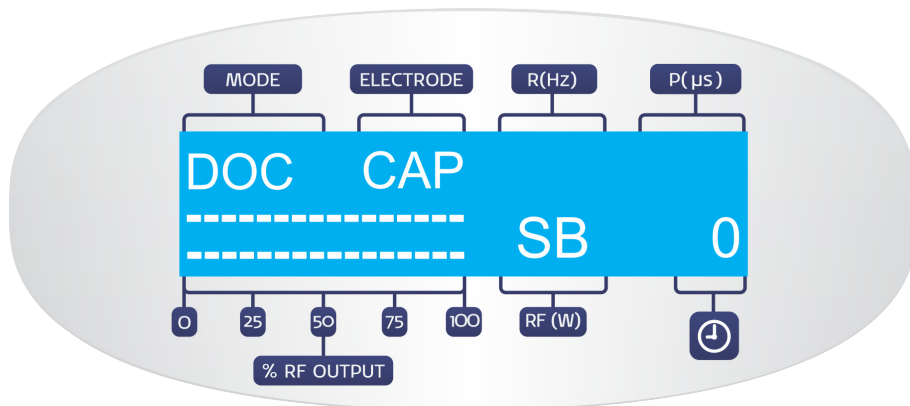 MODE ELECTRODE R(Hz) P(µs)
DOC CAP
SB 0
0 25 50 75 100 RF (W)
% RF OUTPUT